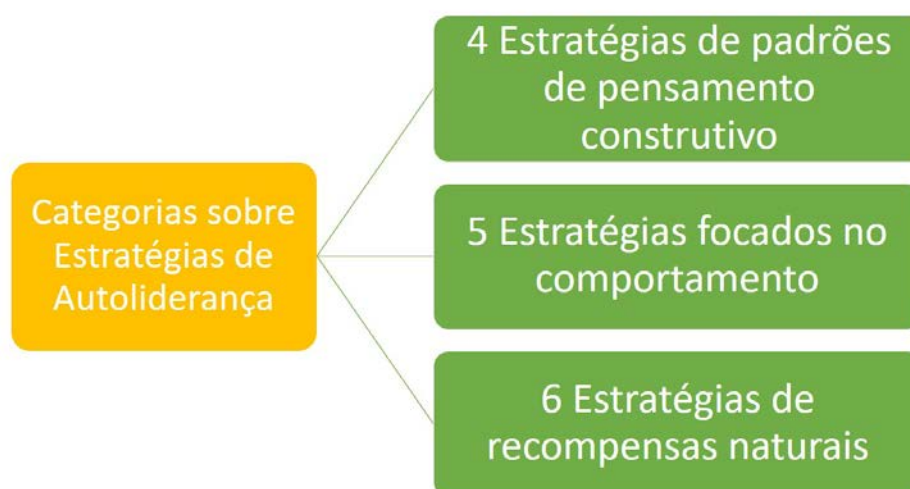 4 Estratégias de padrões
de pensamento
construtivo
Categorias sobre
Estratégias de
Autoliderança
5 Estratégias focados no
comportamento
6 Estratégias de
recompensas naturais